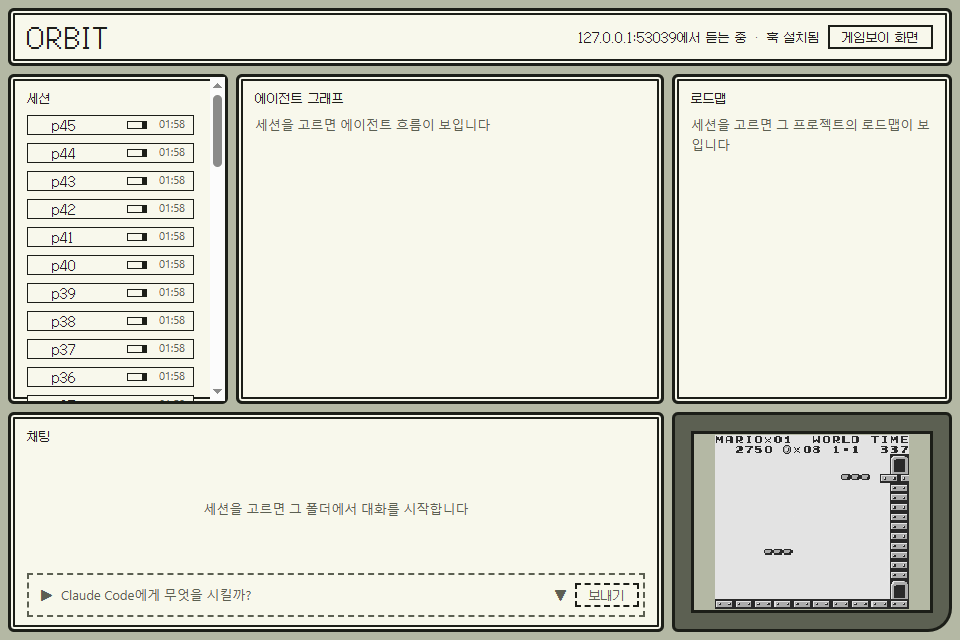 ORBIT
127.0.0.1:53039에서 듣는 중 · 훅 설치됨
게임보이 화면
세션
p45 01:58
p44 01:58
p43 01:58
p42 01:58
p41 01:58
p40 01:58
p39 01:58
p38 01:58
p37 01:58
p36 01:58
에이전트 그래프
세션을 고르면 에이전트 흐름이 보입니다
로드맵
세션을 고르면 그 프로젝트의 로드맵이 보
입니다
채팅
세션을 고르면 그 폴더에서 대화를 시작합니다
▶ Claude Code에게 무엇을 시킬까? ▼ 보내기
MARIO×01 WORLD TIME
2750 ×08 1-1 337